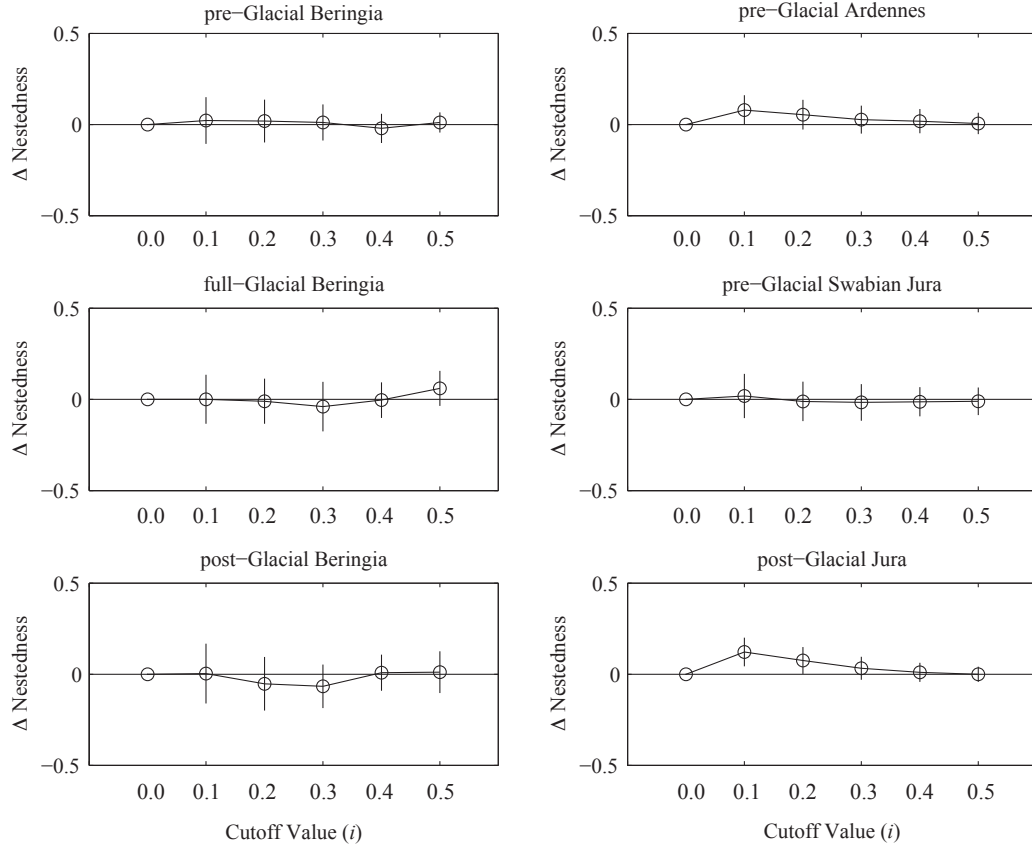 pre−Glacial Beringia
0.5
0
−0.5
Δ Nestedness
0.0 0.1 0.2 0.3 0.4 0.5
pre−Glacial Ardennes
0.5
0
−0.5
Δ Nestedness
0.0 0.1 0.2 0.3 0.4 0.5
full−Glacial Beringia
0.5
0
−0.5
Δ Nestedness
0.0 0.1 0.2 0.3 0.4 0.5
pre−Glacial Swabian Jura
0.5
0
−0.5
Δ Nestedness
0.0 0.1 0.2 0.3 0.4 0.5
post−Glacial Beringia
0.5
0
−0.5
Δ Nestedness
0.0 0.1 0.2 0.3 0.4 0.5
Cutoff Value (i)
post−Glacial Jura
0.5
0
−0.5
Δ Nestedness
0.0 0.1 0.2 0.3 0.4 0.5
Cutoff Value (i)